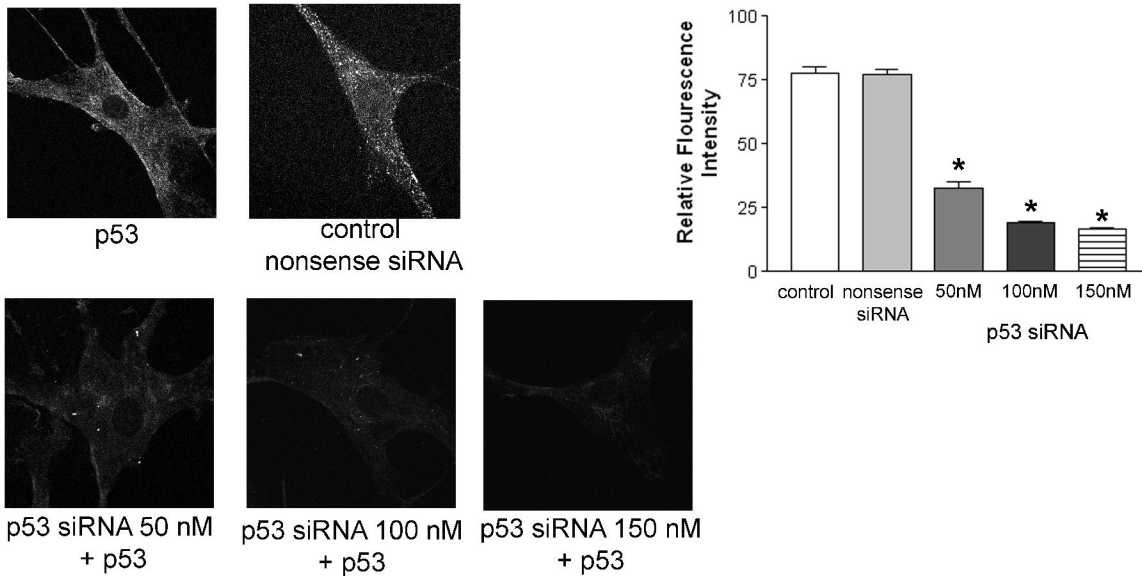 p53
control
nonsense siRNA
p53 siRNA 50 nM
+ p53
p53 siRNA 100 nM
+ p53
p53 siRNA 150 nM
+ p53
Relative Flourescence
Intensity
100
75
50
25
0
*
*
*
control
nonsense
siRNA
50nM
100nM
150nM
p53 siRNA